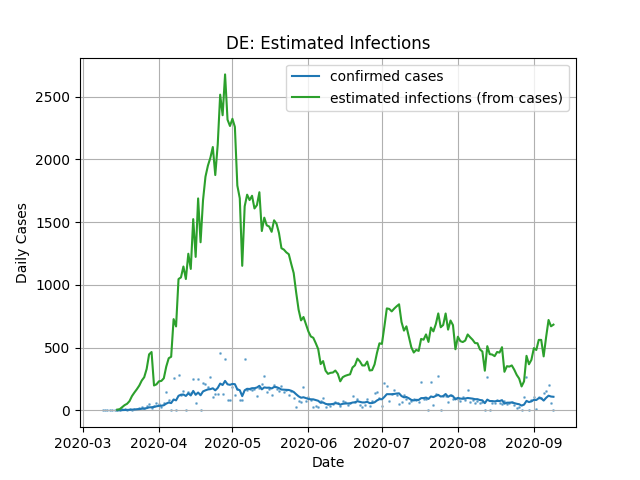 DE: Estimated Infections
confirmed cases
estimated infections (from cases)
Daily Cases
2500
2000
1500
1000
500
0
2020-03 2020-04 2020-05 2020-06 2020-07 2020-08 2020-09
Date